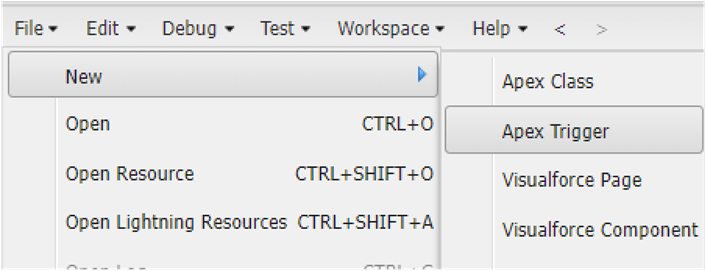 File Edit Debug Test Workspace Help < >
New Apex Class
Open CTRL+O Apex Trigger
Open Resource CTRL+SHIFT+O Visualforce Page
Open Lightning Resources CTRL+SHIFT+A Visualforce Component